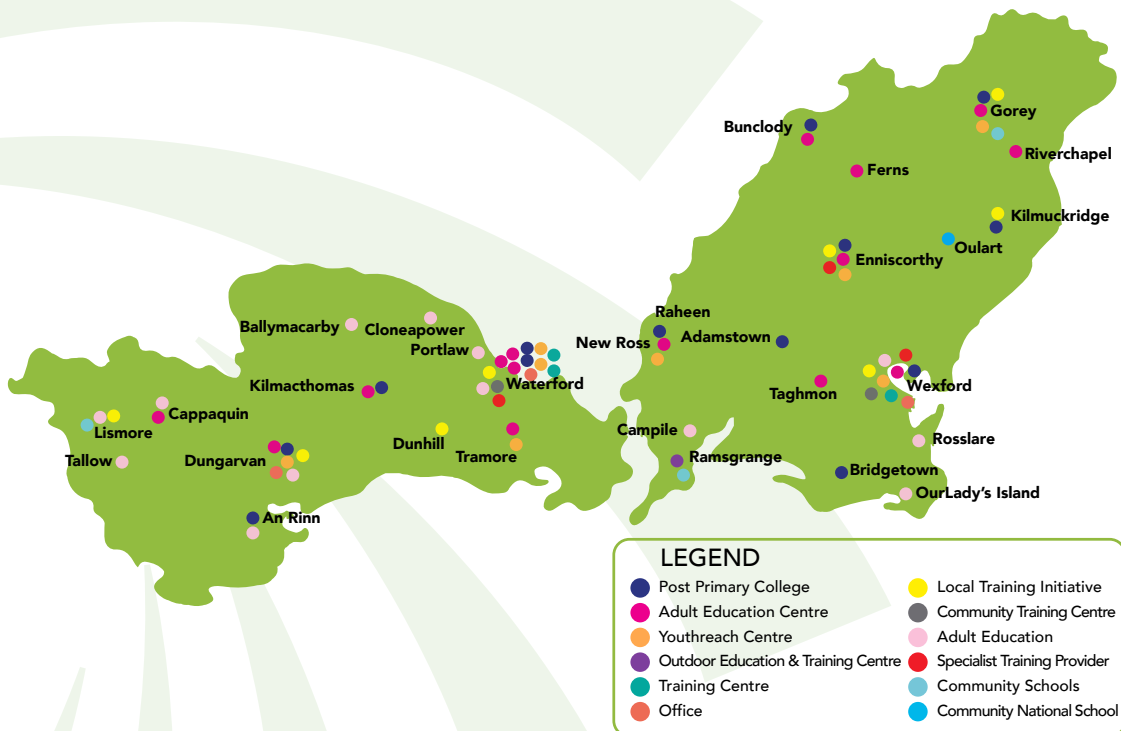 Gorey
Bunclody
Riverchapel
Ferns
Kilmuckridge
Oulart
Enniscorthy
Raheen
Adamstown
New Ross
Ballymacarby
Cloneapower
Portlaw
Kilmacthomas
Waterford
Wexford
Taghmon
Cappaquin
Lismore
Campile
Rosslare
Dunhill
Tramore
Ramsgrange
Tallow
Dungarvan
Bridgetown
OurLady's Island
An Rinn
LEGEND
Post Primary College
Adult Education Centre
Youthreach Centre
Outdoor Education & Training Centre
Training Centre
Office
Local Training Initiative
Community Training Centre
Adult Education
Specialist Training Provider
Community Schools
Community National School